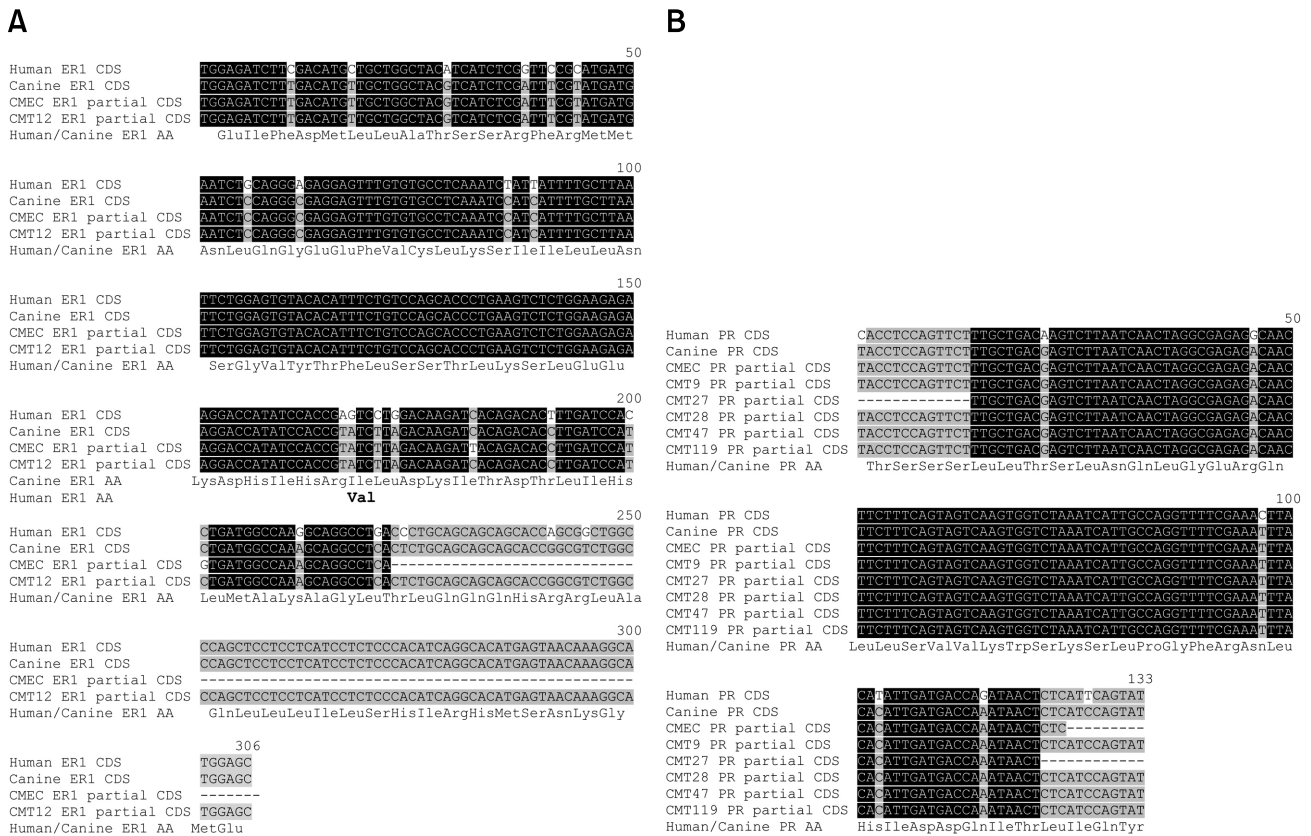 A
50
Human ER1 CDS TGGAGATCTTCGACATGCTGCTGGCTACATCATCTCGGTTCCGCATGATG
Canine ER1 CDS TGGAGATCTTTGACATGTTGCTGGCTACGTCATCTCGATTTCGTATGATG
CMEC ER1 partial CDS TGGAGATCTTTGACATGTTGCTGGCTACGTCATCTCGATTTCGTATGATG
CMT12 ER1 partial CDS TGGAGATCTTTGACATGTTGCTGGCTACGTCATCTCGATTTCGTATGATG
Human/Canine ER1 AA GluIlePheAspMetLeuLeuAlaThrSerSerArgPheArgMetMet
100
Human ER1 CDS AATCTGCAGGGAGAGGAGTTTGTGTGCCTCAAATCTATTATTTTGCTTAA
Canine ER1 CDS AATCTCCAGGGCGAGGAGTTTGTGTGCCTCAAATCCATCATTTTGCTTAA
CMEC ER1 partial CDS AATCTCCAGGGCGAGGAGTTTGTGTGCCTCAAATCCATCATTTTGCTTAA
CMT12 ER1 partial CDS AATCTCCAGGGCGAGGAGTTTGTGTGCCTCAAATCCATCATTTTGCTTAA
Human/Canine ER1 AA AsnLeuGlnGlyGluGluPheValCysLeuLysSerIleIleLeuLeuAsn
150
Human ER1 CDS TTCTGGAGTGTACACATTTCTGTCCAGCACCCTGAAGTCTCTGGAAGAGA
Canine ER1 CDS TTCTGGAGTGTACACATTTCTGTCCAGCACCCTGAAGTCTCTGGAAGAGA
CMEC ER1 partial CDS TTCTGGAGTGTACACATTTCTGTCCAGCACCCTGAAGTCTCTGGAAGAGA
CMT12 ER1 partial CDS TTCTGGAGTGTACACATTTCTGTCCAGCACCCTGAAGTCTCTGGAAGAGA
Human/Canine ER1 AA SerGlyValTyrThrPheLeuSerSerThrLeuLysSerLeuGluGlu
200
Human ER1 CDS AGGACCATATCCACCGAGTCCTGGACAAGATCACAGACACTTTGATCCAC
Canine ER1 CDS AGGACCATATCCACCGTATCTTAGACAAGATCACAGACACCTTGATCCAT
CMEC ER1 partial CDS AGGACCATATCCACCGTATCTTAGACAAGATTACAGACACCTTGATCCAT
CMT12 ER1 partial CDS AGGACCATATCCACCGTATCTTAGACAAGATCACAGACACCTTGATCCAT
Canine ER1 AA LysAspHisIleHisArgIleLeuAspLysIleThrAspThrLeuIleHis
Human ER1 AA Val
250
Human ER1 CDS CTGATGGCCAAGGCAGGCCTGACCCTGCAGCAGCAGCACCAGCGGCTGGC
Canine ER1 CDS CTGATGGCCAAAGCAGGCCTCACTCTGCAGCAGCAGCACCGGCGTCTGGC
CMEC ER1 partial CDS GTGATGGCCAAAGCAGGCCTCA----------------------------
CMT12 ER1 partial CDS CTGATGGCCAAAGCAGGCCTCACTCTGCAGCAGCAGCACCGGCGTCTGGC
Human/Canine ER1 AA LeuMetAlaLysAlaGlyLeuThrLeuGlnGlnGlnHisArgArgLeuAla
300
Human ER1 CDS CCAGCTCCTCCTCATCCTCTCCCACATCAGGCACATGAGTAACAAAGGCA
Canine ER1 CDS CCAGCTCCTCCTCATCCTCTCCCACATCAGGCACATGAGTAACAAAGGCA
CMEC ER1 partial CDS --------------------------------------------------
CMT12 ER1 partial CDS CCAGCTCCTCCTCATCCTCTCCCACATCAGGCACATGAGTAACAAAGGCA
Human/Canine ER1 AA GlnLeuLeuLeuIleLeuSerHisIleArgHisMetSerAsnLysGly
306
Human ER1 CDS TGGAGC
Canine ER1 CDS TGGAGC
CMEC ER1 partial CDS -------
CMT12 ER1 partial CDS TGGAGC
Human/Canine ER1 AA MetGlu
B
50
Human PR CDS CACCTCCAGTTCTTTGCTGACAAGTCTTAATCAACTAGGCGAGAGGCAAC
Canine PR CDS TACCTCCAGTTCTTTGCTGACGAGTCTTAATCAACTAGGCGAGAGACAAC
CMEC PR partial CDS TACCTCCAGTTCTTTGCTGACGAGTCTTAATCAACTAGGCGAGAGACAAC
CMT9 PR partial CDS TACCTCCAGTTCTTTGCTGACGAGTCTTAATCAACTAGGCGAGAGACAAC
CMT27 PR partial CDS -------------TTGCTGACGAGTCTTAATCAACTAGGCGAGAGACAAC
CMT28 PR partial CDS TACCTCCAGTTCTTTGCTGACGAGTCTTAATCAACTAGGCGAGAGACAAC
CMT47 PR partial CDS TACCTCCAGTTCTTTGCTGACGAGTCTTAATCAACTAGGCGAGAGACAAC
CMT119 PR partial CDS TACCTCCAGTTCTTTGCTGACGAGTCTTAATCAACTAGGCGAGAGACAAC
Human/Canine PR AA ThrSerSerSerLeuLeuThrSerLeuAsnGlnLeuGlyGluArgGln
100
Human PR CDS TTCTTTCAGTAGTCAAGTGGTCTAAATCATTGCCAGGTTTTCGAAACTTA
Canine PR CDS TTCTTTCAGTAGTCAAGTGGTCTAAATCATTGCCAGGTTTTCGAAATTTA
CMEC PR partial CDS TTCTTTCAGTAGTCAAGTGGTCTAAATCATTGCCAGGTTTTCGAAATTTA
CMT9 PR partial CDS TTCTTTCAGTAGTCAAGTGGTCTAAATCATTGCCAGGTTTTCGAAATTTA
CMT27 PR partial CDS TTCTTTCAGTAGTCAAGTGGTCTAAATCATTGCCAGGTTTTCGAAATTTA
CMT28 PR partial CDS TTCTTTCAGTAGTCAAGTGGTCTAAATCATTGCCAGGTTTTCGAAATTTA
CMT47 PR partial CDS TTCTTTCAGTAGTCAAGTGGTCTAAATCATTGCCAGGTTTTCGAAATTTA
CMT119 PR partial CDS TTCTTTCAGTAGTCAAGTGGTCTAAATCATTGCCAGGTTTTCGAAATTTA
Human/Canine PR AA LeuLeuSerValValLysTrpSerLysSerLeuProGlyPheArgAsnLeu
133
Human PR CDS CATATTGATGACCAGATAACTCTCATTCAGTAT
Canine PR CDS CACATTGATGACCAAATAACTCTCATCCAGTAT
CMEC PR partial CDS CACATTGATGACCAAATAACTCTC---------
CMT9 PR partial CDS CACATTGATGACCAAATAACTCTCATCCAGTAT
CMT27 PR partial CDS CACATTGATGACCAAATAACT------------
CMT28 PR partial CDS CACATTGATGACCAAATAACTCTCATCCAGTAT
CMT47 PR partial CDS CACATTGATGACCAAATAACTCTCATCCAGTAT
CMT119 PR partial CDS CACATTGATGACCAAATAACTCTCATCCAGTAT
Human/Canine PR AA HisIleAspAspGlnIleThrLeuIleGlnTyr